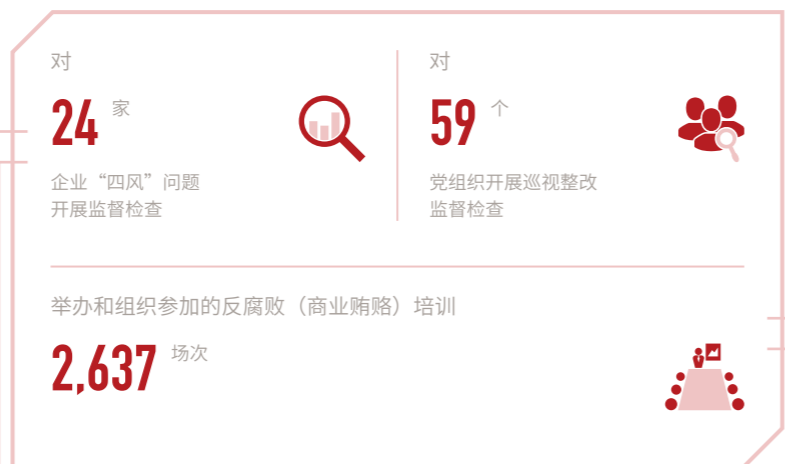 对
24 家
企业“四风”问题
开展监督检查
对
59 个
党组织开展巡视整改
监督检查
举办和组织参加的反腐败（商业贿赂）培训
2,637 场次